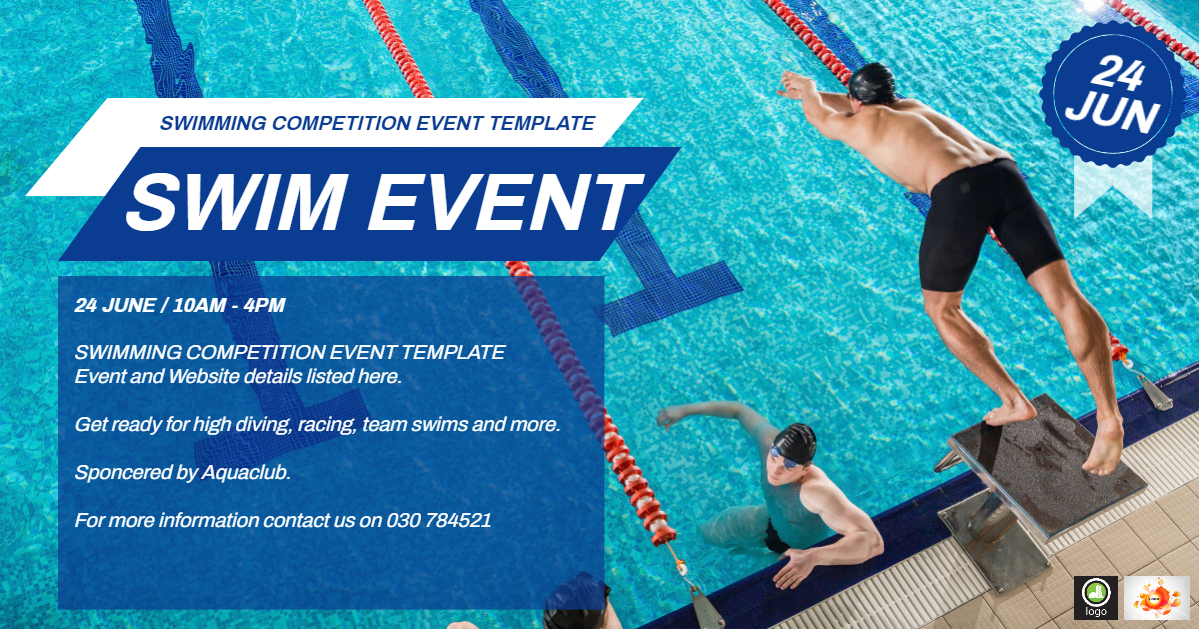 SWIMMING COMPETITION EVENT TEMPLATE
SWIM EVENT
24
JUN
24 JUNE / 10AM - 4PM
SWIMMING COMPETITION EVENT TEMPLATE
Event and Website details listed here.
Get ready for high diving, racing, team swims and more.
Sponcered by Aquaclub.
For more information contact us on 030 784521
logo